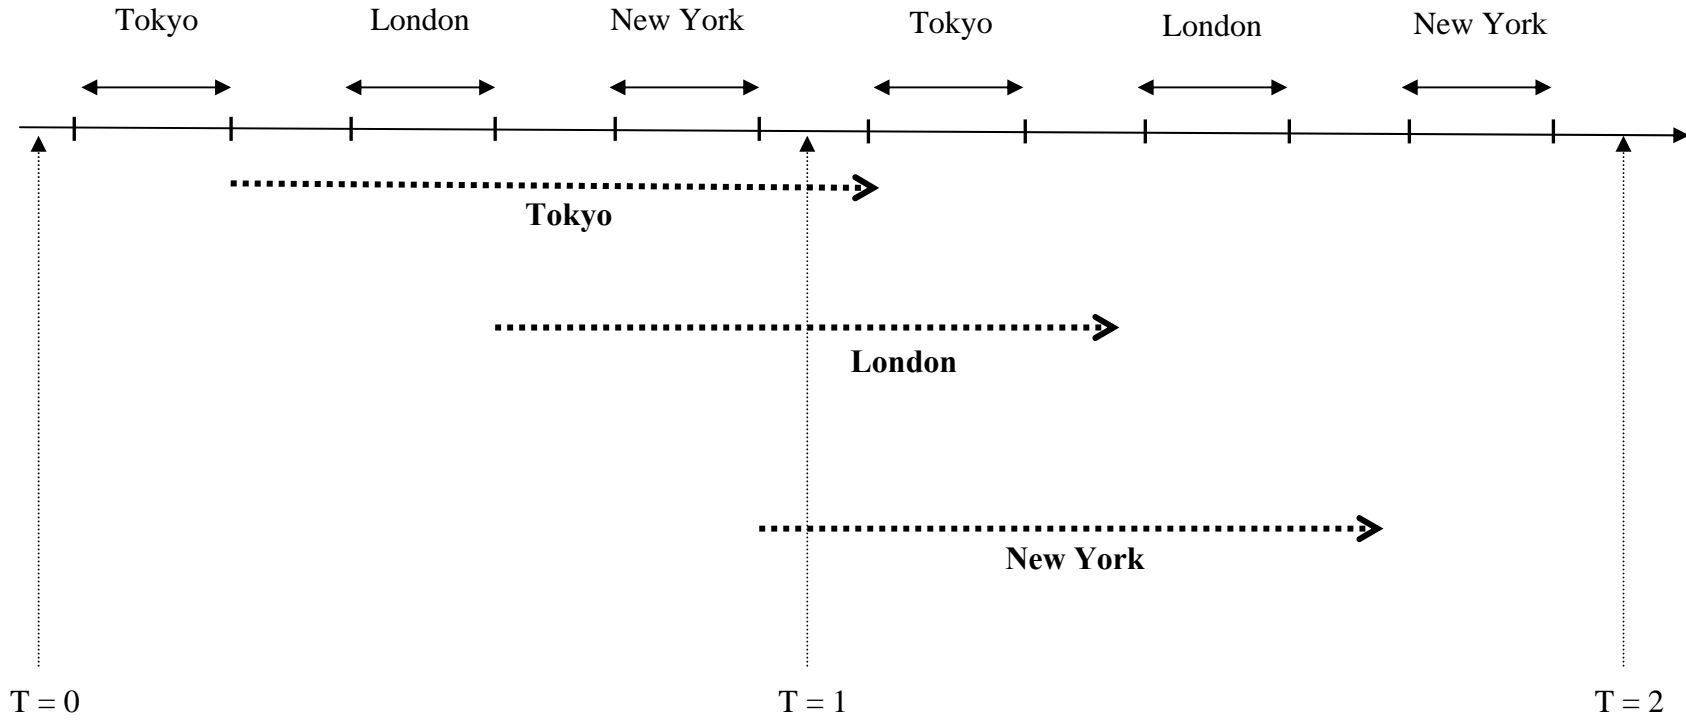 Tokyo London New York Tokyo London New York
Tokyo
London
New York
T = 0 T = 1 T = 2